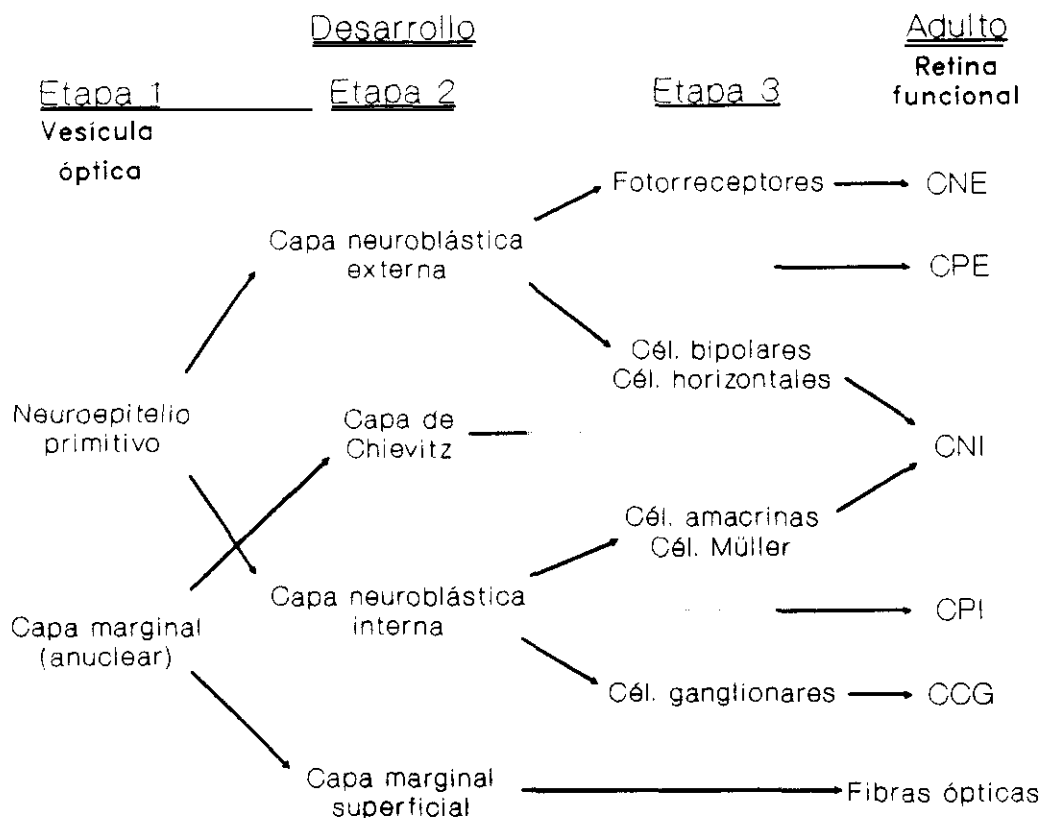 Desarrollo
Adulto
Etapa 1
Etapa 2
Etapa 3
Retina
funcional
Vesícula
óptica
Fotorreceptores
CNE
Capa neuroblástica
externa
CPE
Cél. bipolares
Cél. horizontales
Neuroepitelio
primitivo
Capa de
Chievitz
CNI
Cél. amacrinas
Cél. Müller
Capa neuroblástica
interna
CPI
Capa marginal
(anuclear)
Cél. ganglionares
CCG
Capa marginal
superficial
Fibras ópticas